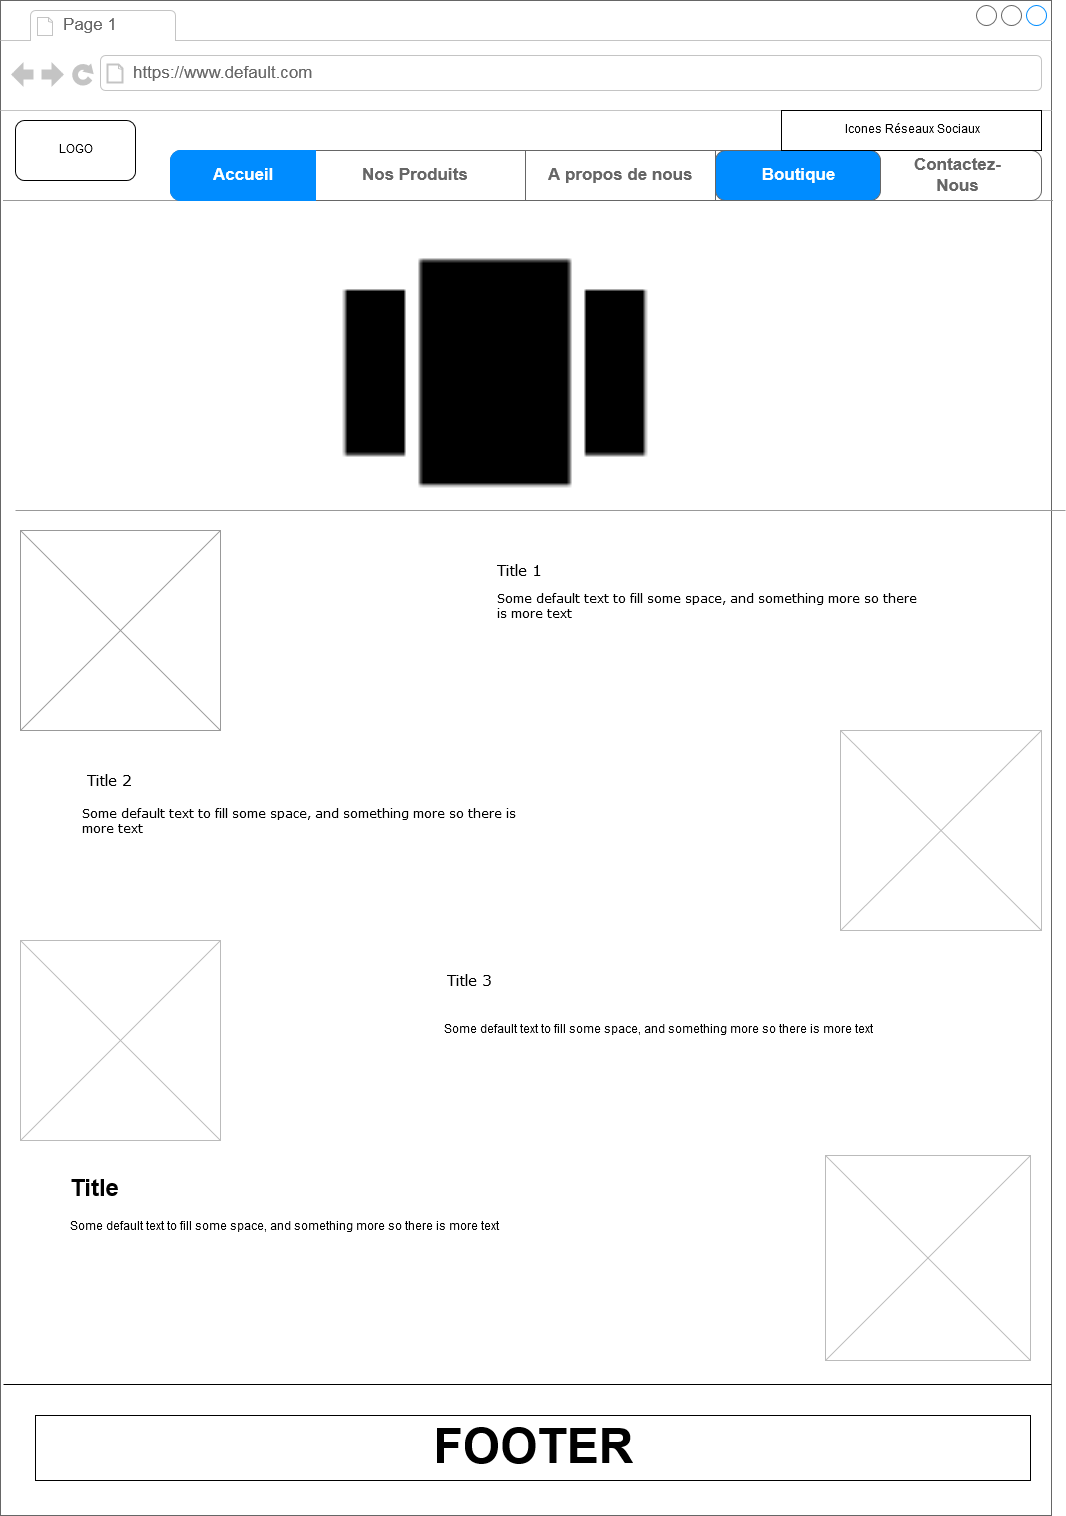 Page 1
https://www.default.com
Icones Réseaux Sociaux
LOGO
Accueil
Nos Produits
A propos de nous
Boutique
Contactez-
Nous
Title 1
Some default text to fill some space, and something more so there
is more text
Title 2
Some default text to fill some space, and something more so there is
more text
Title 3
Some default text to fill some space, and something more so there is more text
Title
Some default text to fill some space, and something more so there is more text
FOOTER